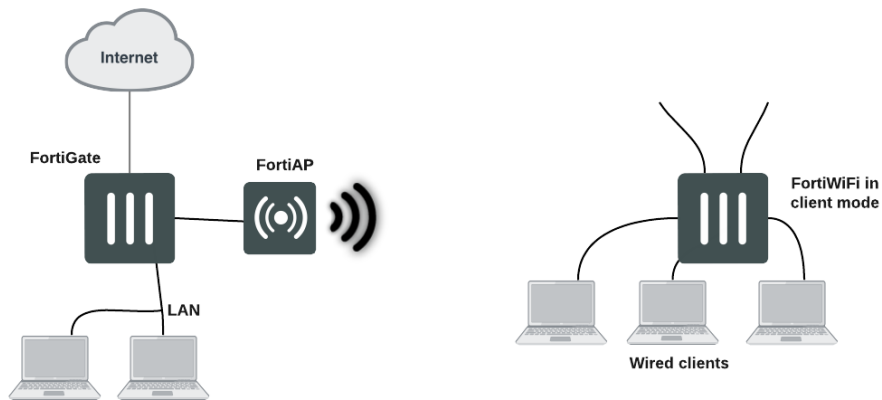 Internet
FortiGate
FortiAP
LAN
FortiWiFi in
client mode
Wired clients